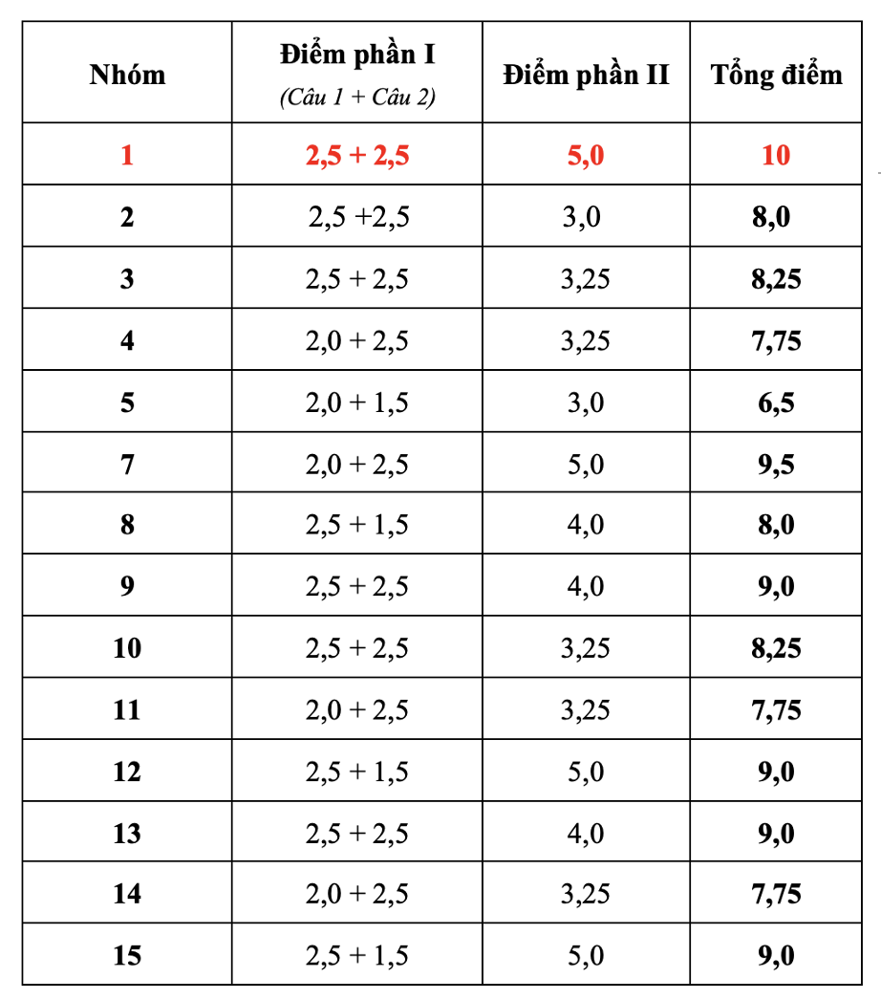 Nhóm Điểm phần I Điểm phần II Tổng điểm
(Câu 1 + Câu 2)
1 2,5 + 2,5 5,0 10
2 2,5 +2,5 3,0 8,0
3 2,5 + 2,5 3,25 8,25
4 2,0 + 2,5 3,25 7,75
5 2,0 + 1,5 3,0 6,5
7 2,0 + 2,5 5,0 9,5
8 2,5 + 1,5 4,0 8,0
9 2,5 + 2,5 4,0 9,0
10 2,5 + 2,5 3,25 8,25
11 2,0 + 2,5 3,25 7,75
12 2,5 + 1,5 5,0 9,0
13 2,5 + 2,5 4,0 9,0
14 2,0 + 2,5 3,25 7,75
15 2,5 + 1,5 5,0 9,0